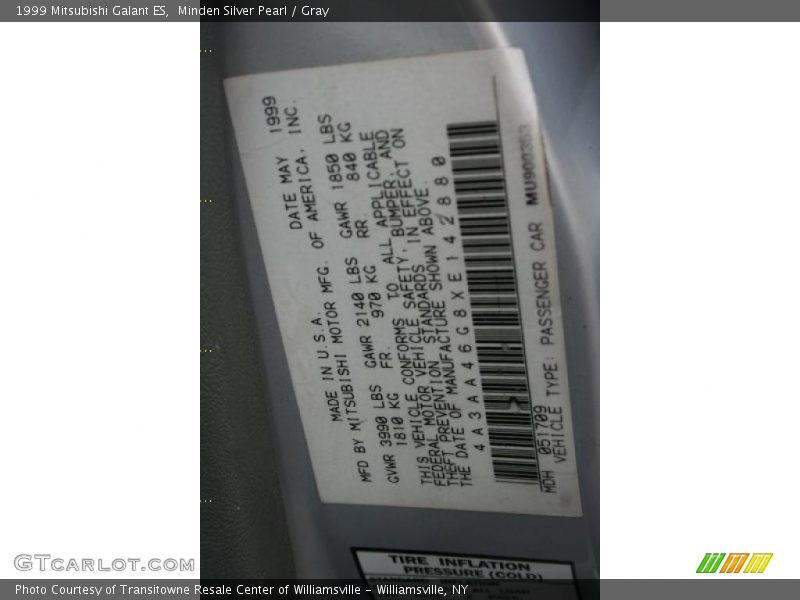 1999 Mitsubishi Galant ES,  Minden Silver Pearl / Gray
MADE IN U.S.A. DATE MAY 1999
MFD BY MITSUBISHI MOTOR MFG. OF AMERICA, INC.
GVWR 3990 LBS GAWR 2140 LBS GAWR 1850 LBS
1810 KG FR. 970 KG RR. 840 KG
THIS VEHICLE CONFORMS TO ALL APPLICABLE
FEDERAL MOTOR VEHICLE SAFETY, BUMPER, AND
THEFT PREVENTION STANDARDS IN EFFECT ON
THE DATE OF MANUFACTURE SHOWN ABOVE.
4A3AA46G8XE142880
MDH 051709 MU900363
VEHICLE TYPE: PASSENGER CAR
TIRE INFLATION
PRESSURE (COLD)
GTCARLOT.COM
Photo Courtesy of Transitowne Resale Center of Williamsville – Williamsville, NY